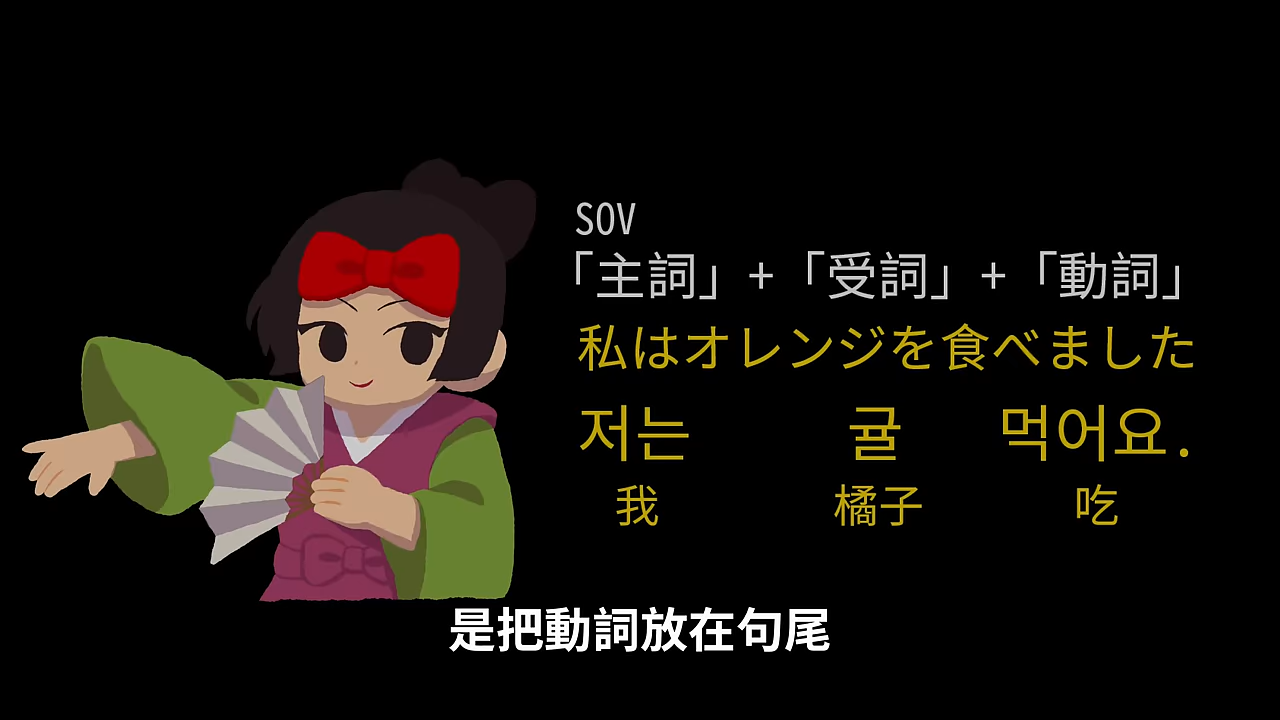 SOV
「主詞」+「受詞」+「動詞」
私はオレンジを食べました
저는 귤 먹어요.
我 橘子 吃
是把動詞放在句尾